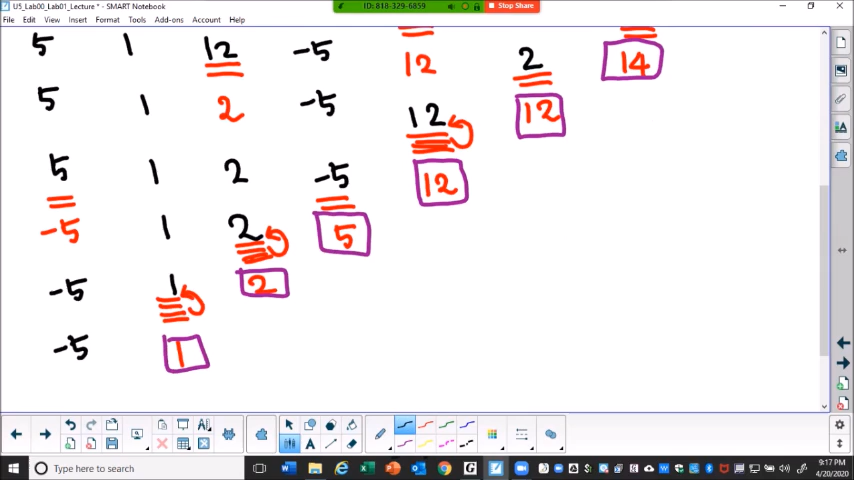 U5_Lab00_Lab01_Lecture * - SMART Notebook
ID: 818-329-6859 Stop Share
File Edit View Insert Format Tools Add-ons Account Help
5 1 12 -5 12 2 14
5 1 2 -5 12 12
5 1 2 -5 12
-5 1 2 5
-5 1 2
-5 1
Type here to search
9:17 PM
4/20/2020